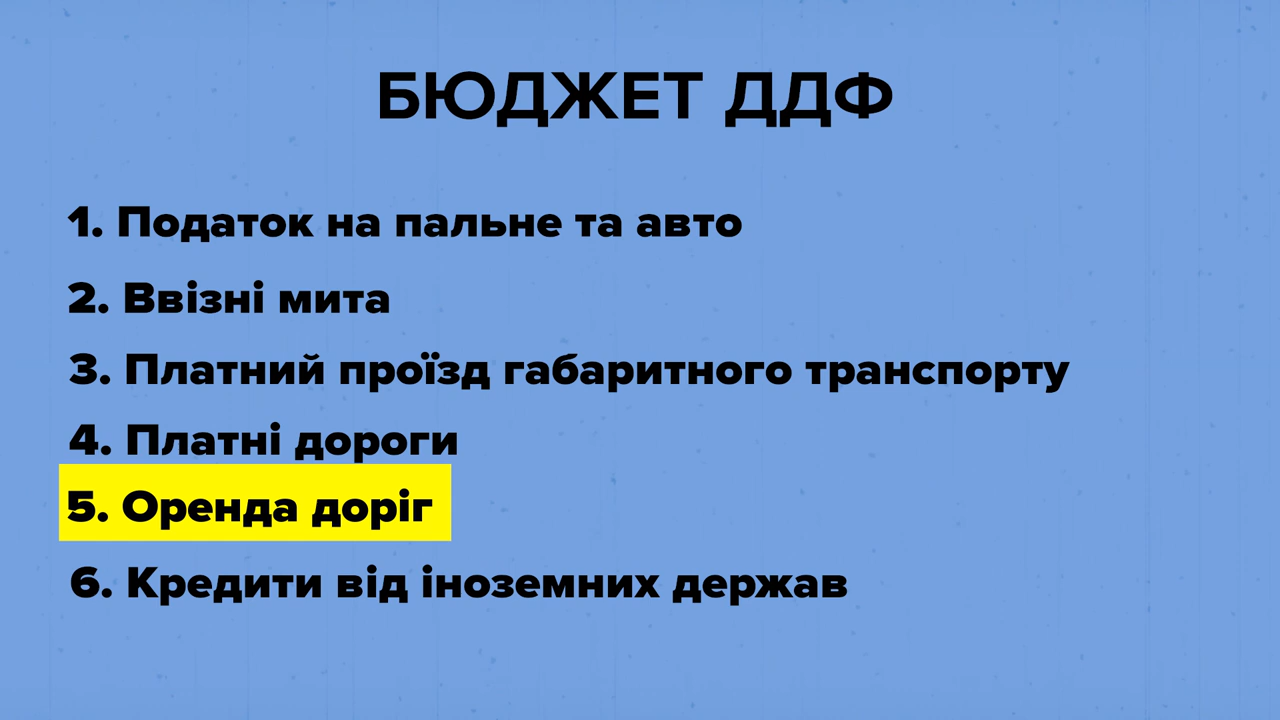 БЮДЖЕТ ДДФ
1. Податок на пальне та авто
2. Ввізні мита
3. Платний проїзд габаритного транспорту
4. Платні дороги
5. Оренда доріг
6. Кредити від іноземних держав